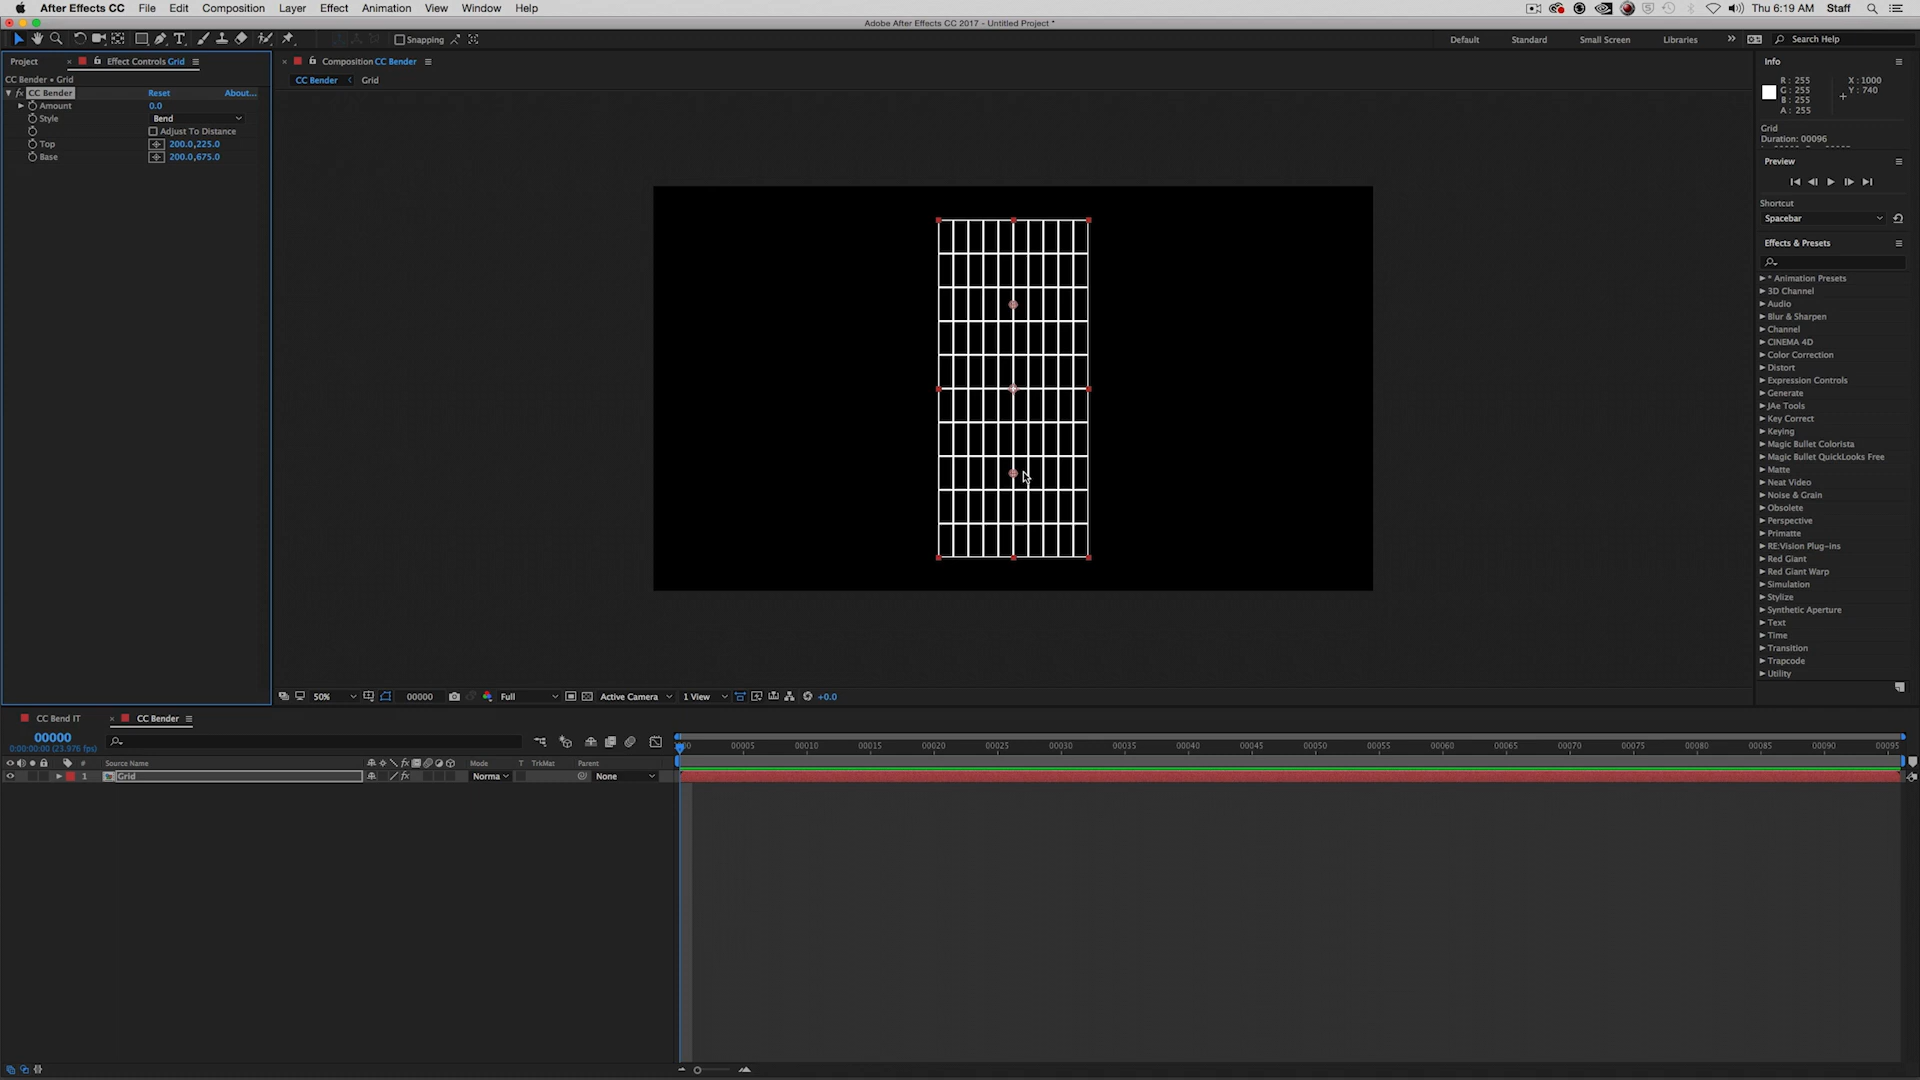 After Effects CC File Edit Composition Layer Effect Animation View Window Help Thu 6:19 AM Staff
Adobe After Effects CC 2017 - Untitled Project *
Snapping Default Standard Small Screen Libraries Search Help
Project Effect Controls Grid
CC Bender • Grid
CC Bender Reset About...
Amount 0.0
Style Bend
Adjust To Distance
Top 200.0,225.0
Base 200.0,675.0
Composition CC Bender
CC Bender Grid
50% 00000 Full Active Camera 1 View +0.0
Info
R : 255 X : 1000
G : 255 Y : 740
B : 255
A : 255
Grid
Duration: 00096
Preview
Shortcut
Spacebar
Effects & Presets
* Animation Presets
3D Channel
Audio
Blur & Sharpen
Channel
CINEMA 4D
Color Correction
Distort
Expression Controls
Generate
JAe Tools
Key Correct
Keying
Magic Bullet Colorista
Magic Bullet QuickLooks Free
Matte
Neat Video
Noise & Grain
Obsolete
Perspective
Primatte
RE:Vision Plug-ins
Red Giant
Red Giant Warp
Simulation
Stylize
Synthetic Aperture
Text
Time
Transition
Trapcode
Utility
CC Bend IT CC Bender
00000
0:00:00:00 (23.976 fps)
00005 00010 00015 00020 00025 00030 00035 00040 00045 00050 00055 00060 00065 00070 00075 00080 00085 00090 00095
# Source Name Mode T TrkMat Parent
1 Grid Norma None